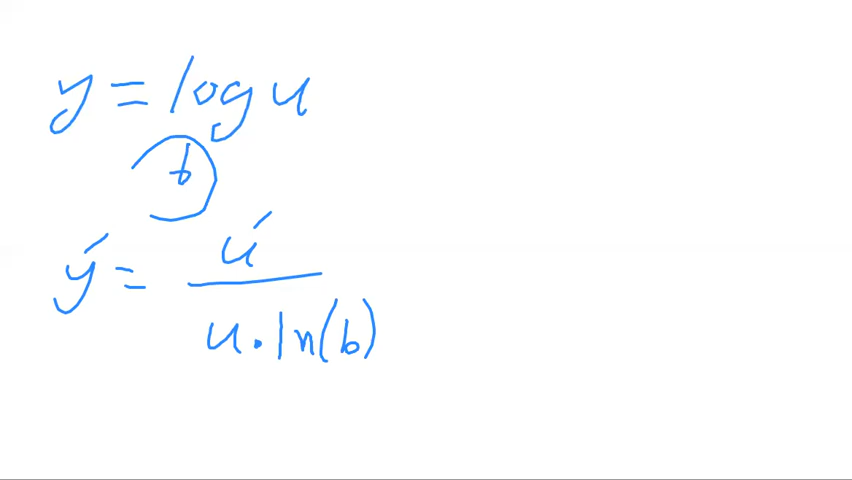 y = log u
b
y' = u'
u · ln(b)